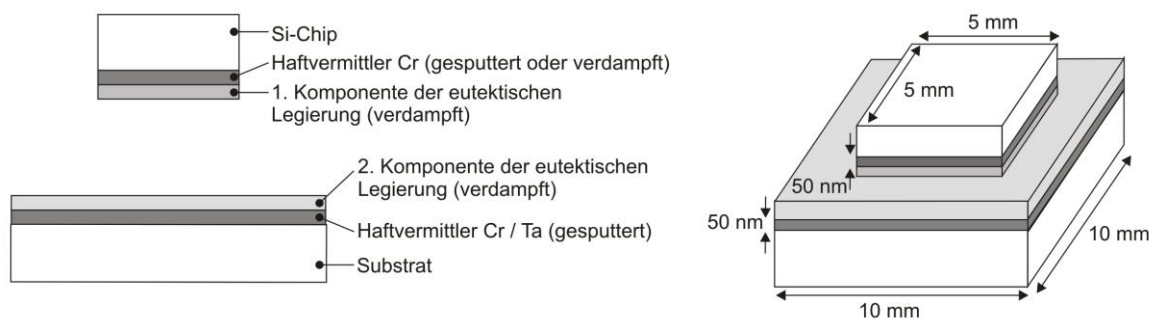 Si-Chip
Haftvermittler Cr (gesputtert oder verdampft)
1. Komponente der eutektischen
Legierung (verdampft)
2. Komponente der eutektischen
Legierung (verdampft)
Haftvermittler Cr / Ta (gesputtert)
Substrat
5 mm
5 mm
50 nm
50 nm
10 mm
10 mm